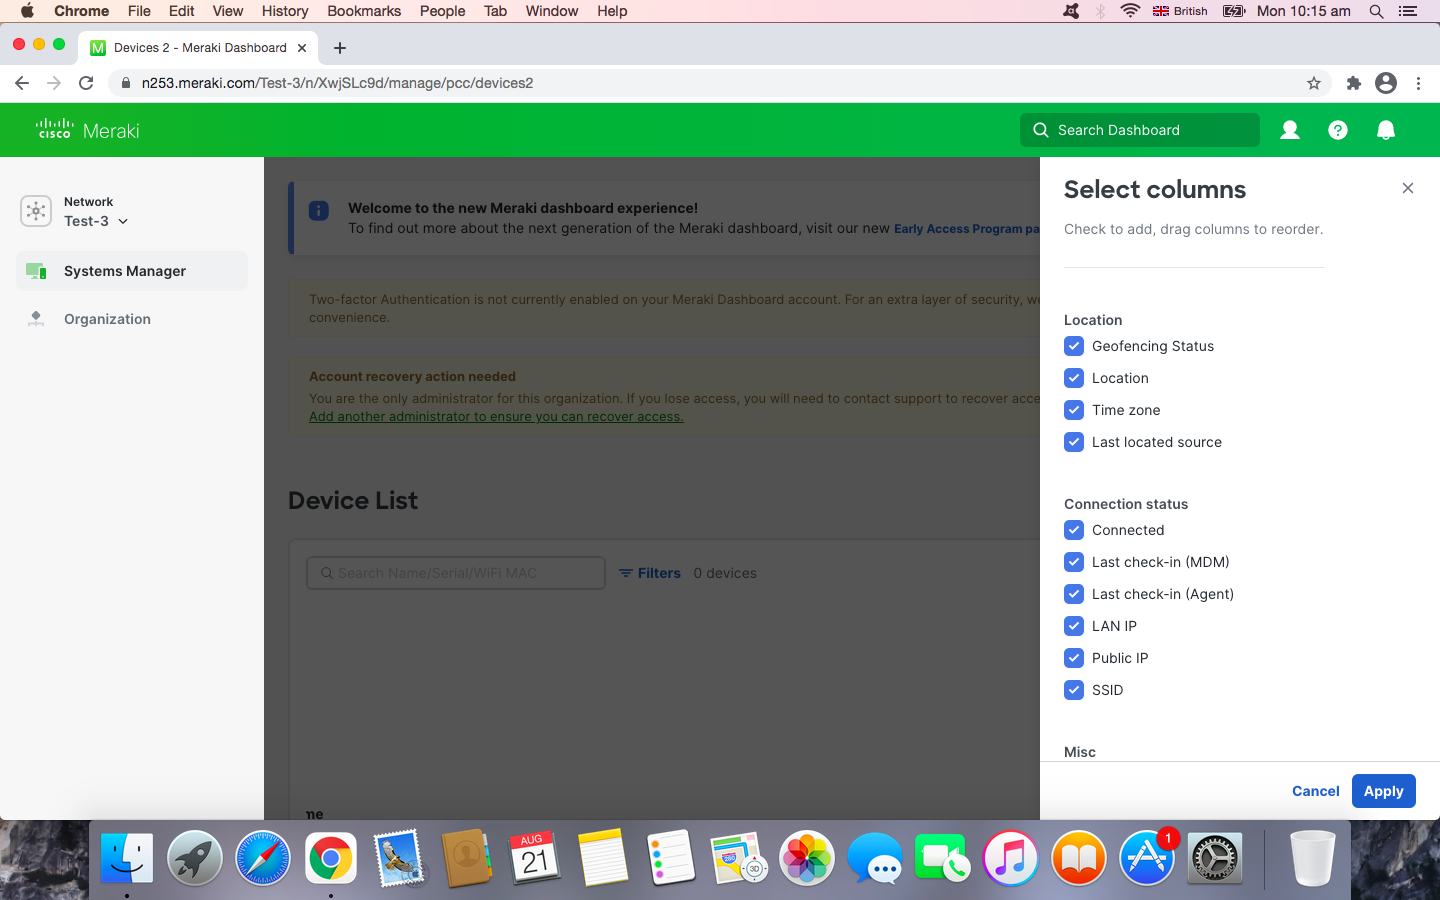 Chrome File Edit View History Bookmarks People Tab Window Help British Mon 10:15 am
Devices 2 - Meraki Dashboard
n253.meraki.com/Test-3/n/XwjSLc9d/manage/pcc/devices2
CISCO Meraki
Search Dashboard
Network
Test-3
Systems Manager
Organization
Welcome to the new Meraki dashboard experience!
To find out more about the next generation of the Meraki dashboard, visit our new Early Access Program pa
Two-factor Authentication is not currently enabled on your Meraki Dashboard account. For an extra layer of security, we
convenience.
Account recovery action needed
You are the only administrator for this organization. If you lose access, you will need to contact support to recover acce
Add another administrator to ensure you can recover access.
Device List
Search Name/Serial/WiFi MAC
Filters
0 devices
me
Select columns
Check to add, drag columns to reorder.
Location
Geofencing Status
Location
Time zone
Last located source
Connection status
Connected
Last check-in (MDM)
Last check-in (Agent)
LAN IP
Public IP
SSID
Misc
Cancel
Apply
AUG
21
280
3D
1